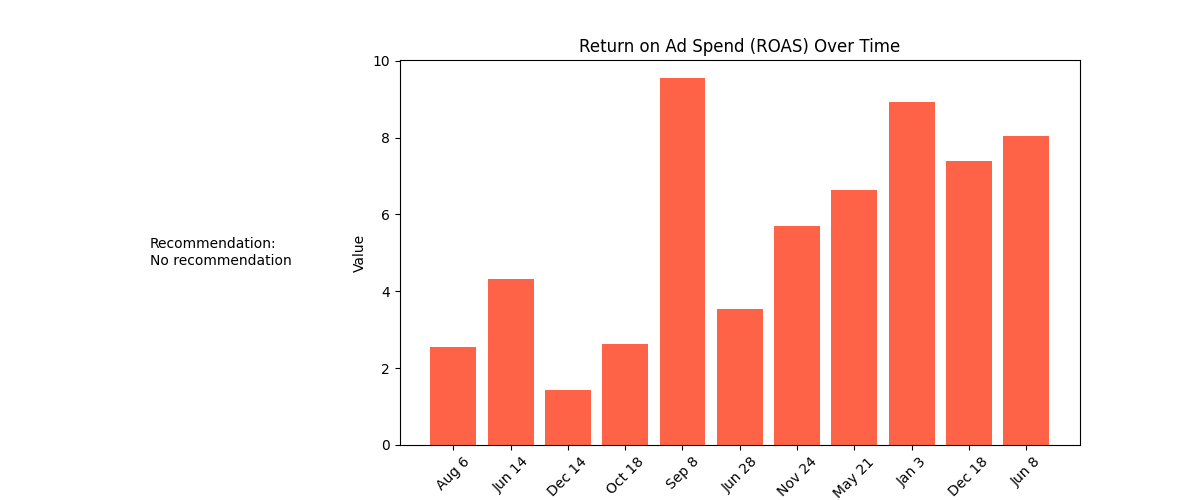 Return on Ad Spend (ROAS) Over Time
Recommendation:
No recommendation
Value
10
8
6
4
2
0
Aug 6
Jun 14
Dec 14
Oct 18
Sep 8
Jun 28
Nov 24
May 21
Jan 3
Dec 18
Jun 8